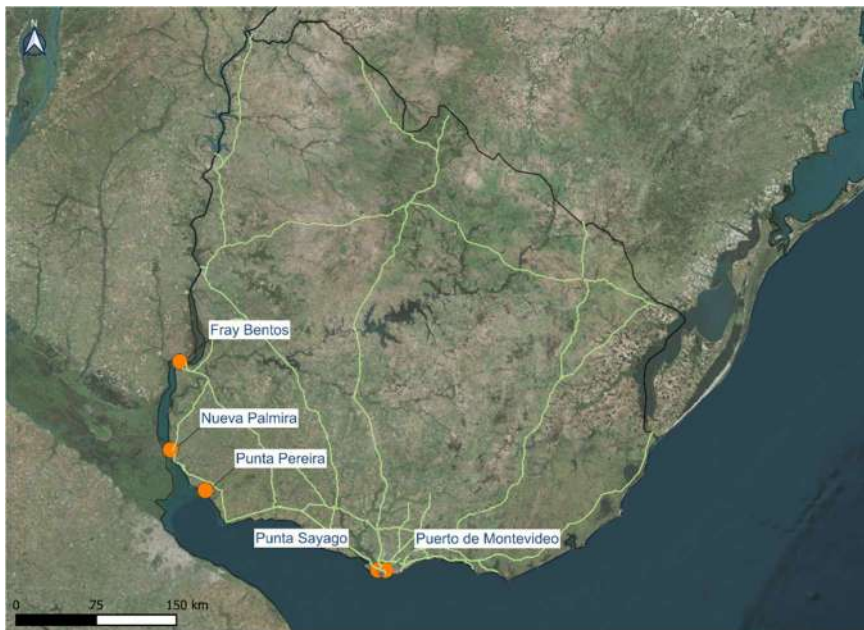 N
Fray Bentos
Nueva Palmira
Punta Pereira
Punta Sayago
Puerto de Montevideo
0 75 150 km